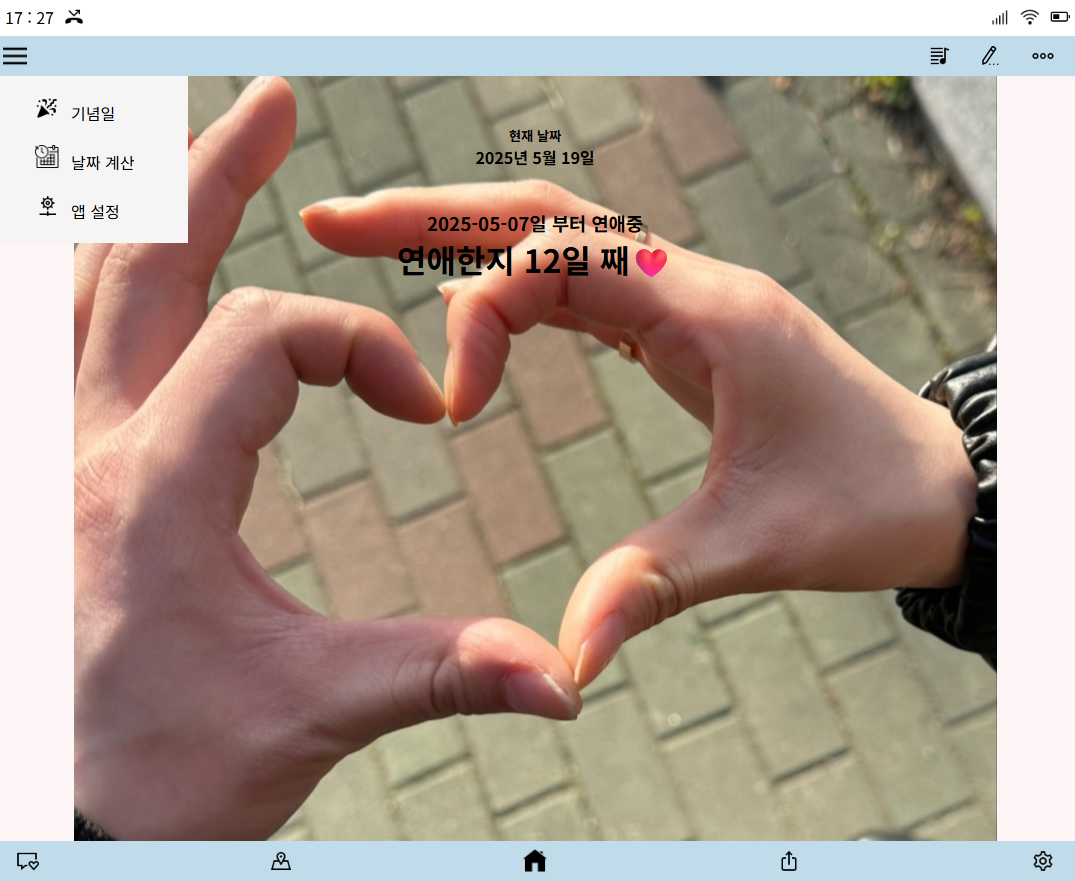 17 : 27
기념일
날짜 계산
앱 설정
현재 날짜
2025년 5월 19일
2025-05-07일 부터 연애중
연애한지 12일 째💗